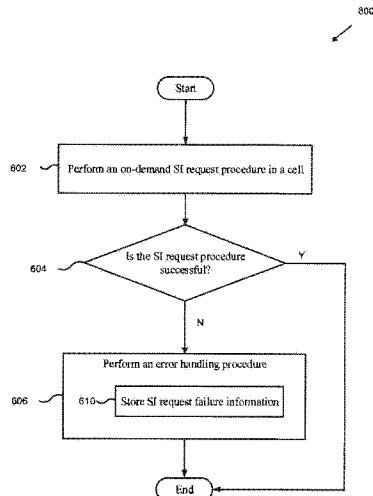 800
Start
602
Perform an on-demand SI request procedure in a cell
604
Is the SI request procedure
successful?
Y
N
Perform an error handling procedure
606
610
Store SI request failure information
End